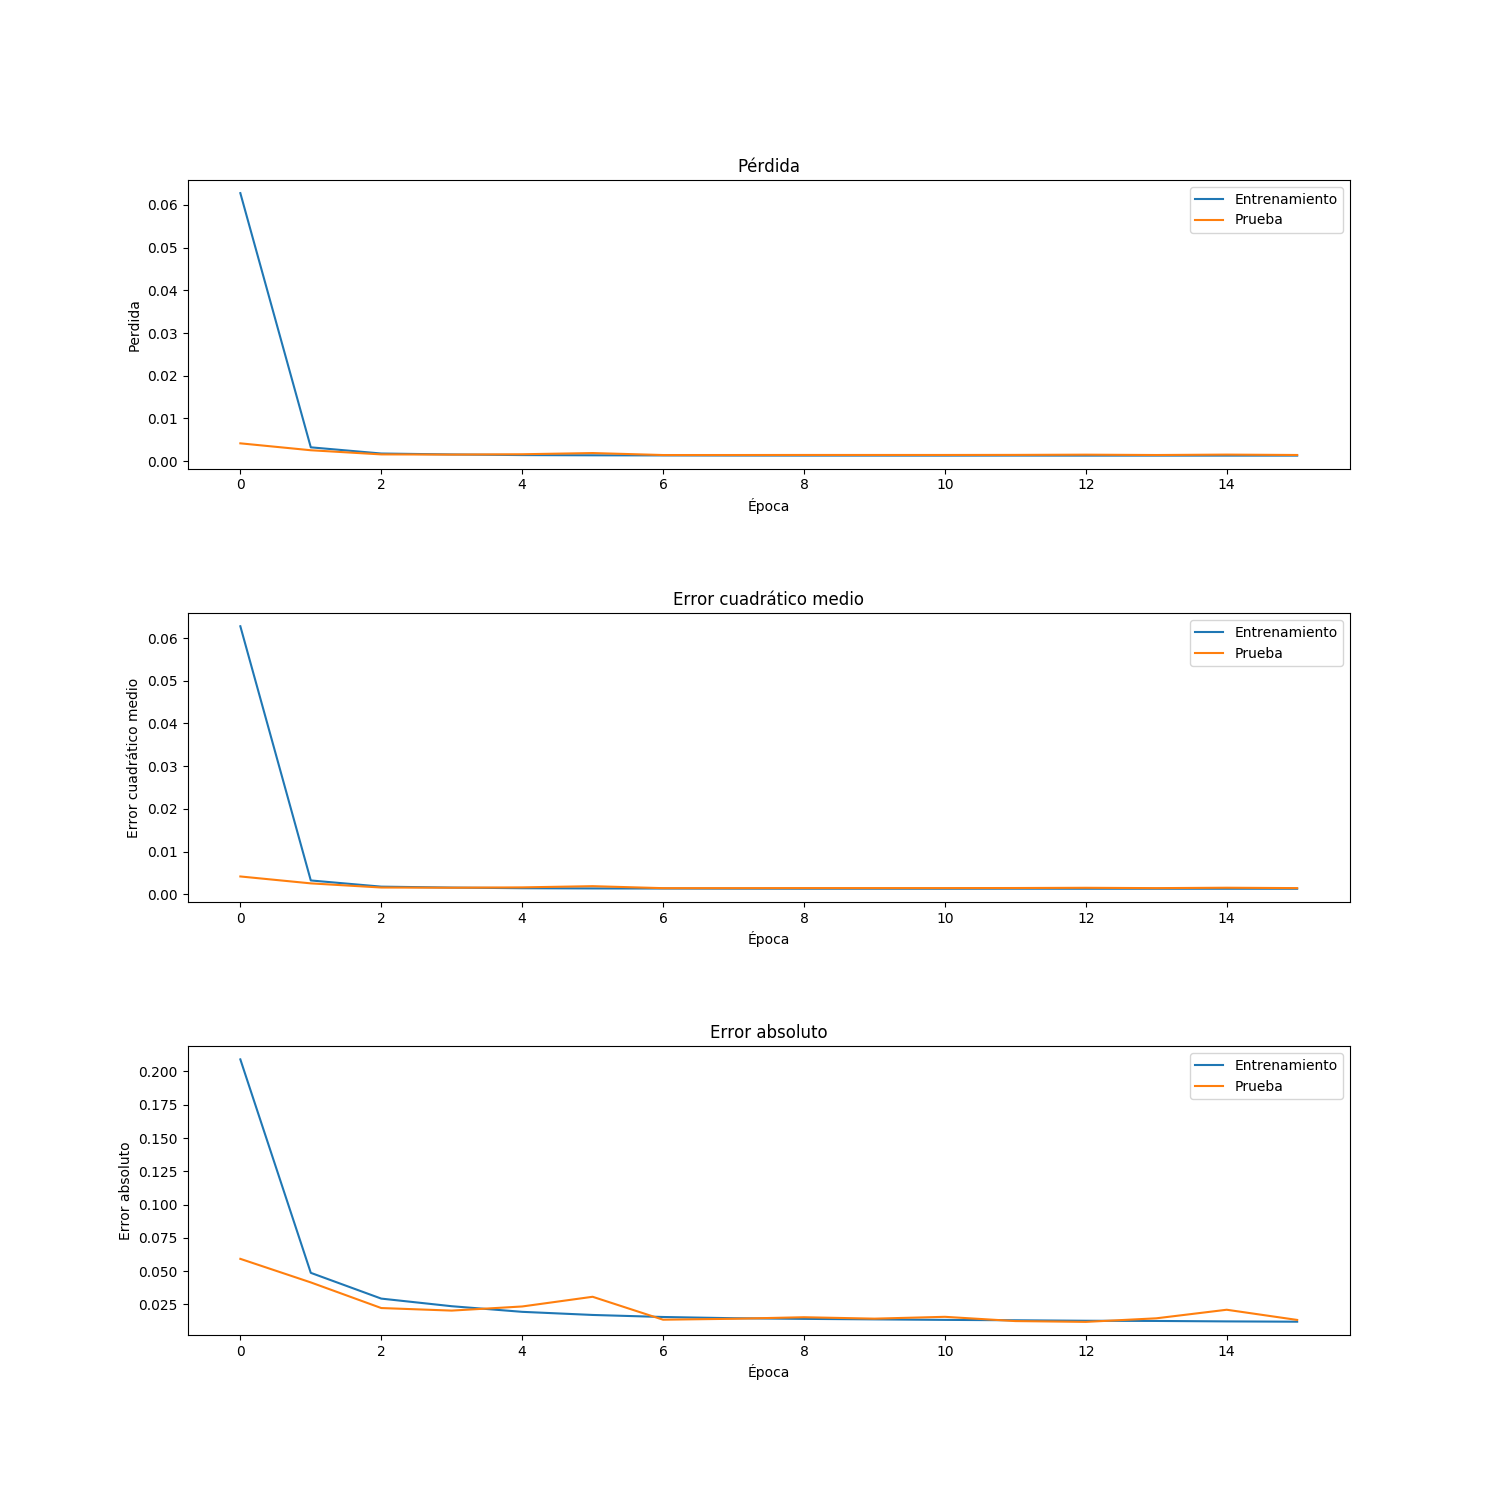 Pérdida
0.06
0.05
0.04
0.03
0.02
0.01
0.00
Perdida
Entrenamiento
Prueba
0 2 4 6 8 10 12 14
Época
Error cuadrático medio
0.06
0.05
0.04
0.03
0.02
0.01
0.00
Error cuadrático medio
Entrenamiento
Prueba
0 2 4 6 8 10 12 14
Época
Error absoluto
0.200
0.175
0.150
0.125
0.100
0.075
0.050
0.025
Error absoluto
Entrenamiento
Prueba
0 2 4 6 8 10 12 14
Época